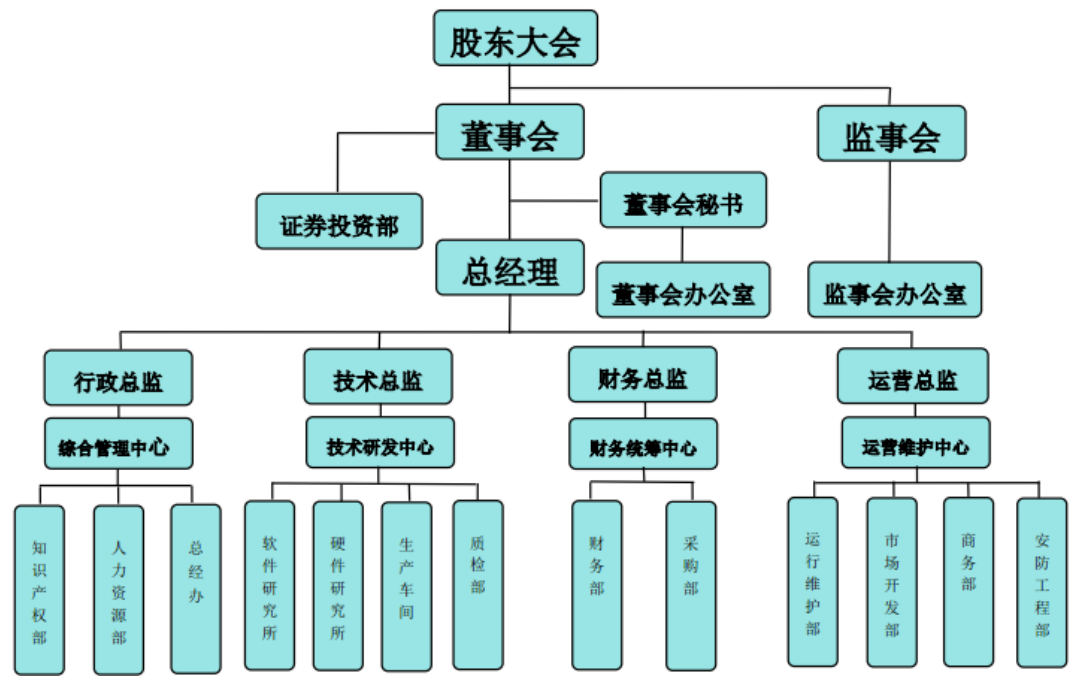 股东大会
董事会
监事会
证券投资部
董事会秘书
总经理
董事会办公室
监事会办公室
行政总监
技术总监
财务总监
运营总监
综合管理中心
技术研发中心
财务统筹中心
运营维护中心
知识产权部
人力资源部
总经办
软件研究所
硬件研究所
生产车间
质检部
财务部
采购部
运行维护部
市场开发部
商务部
安防工程部